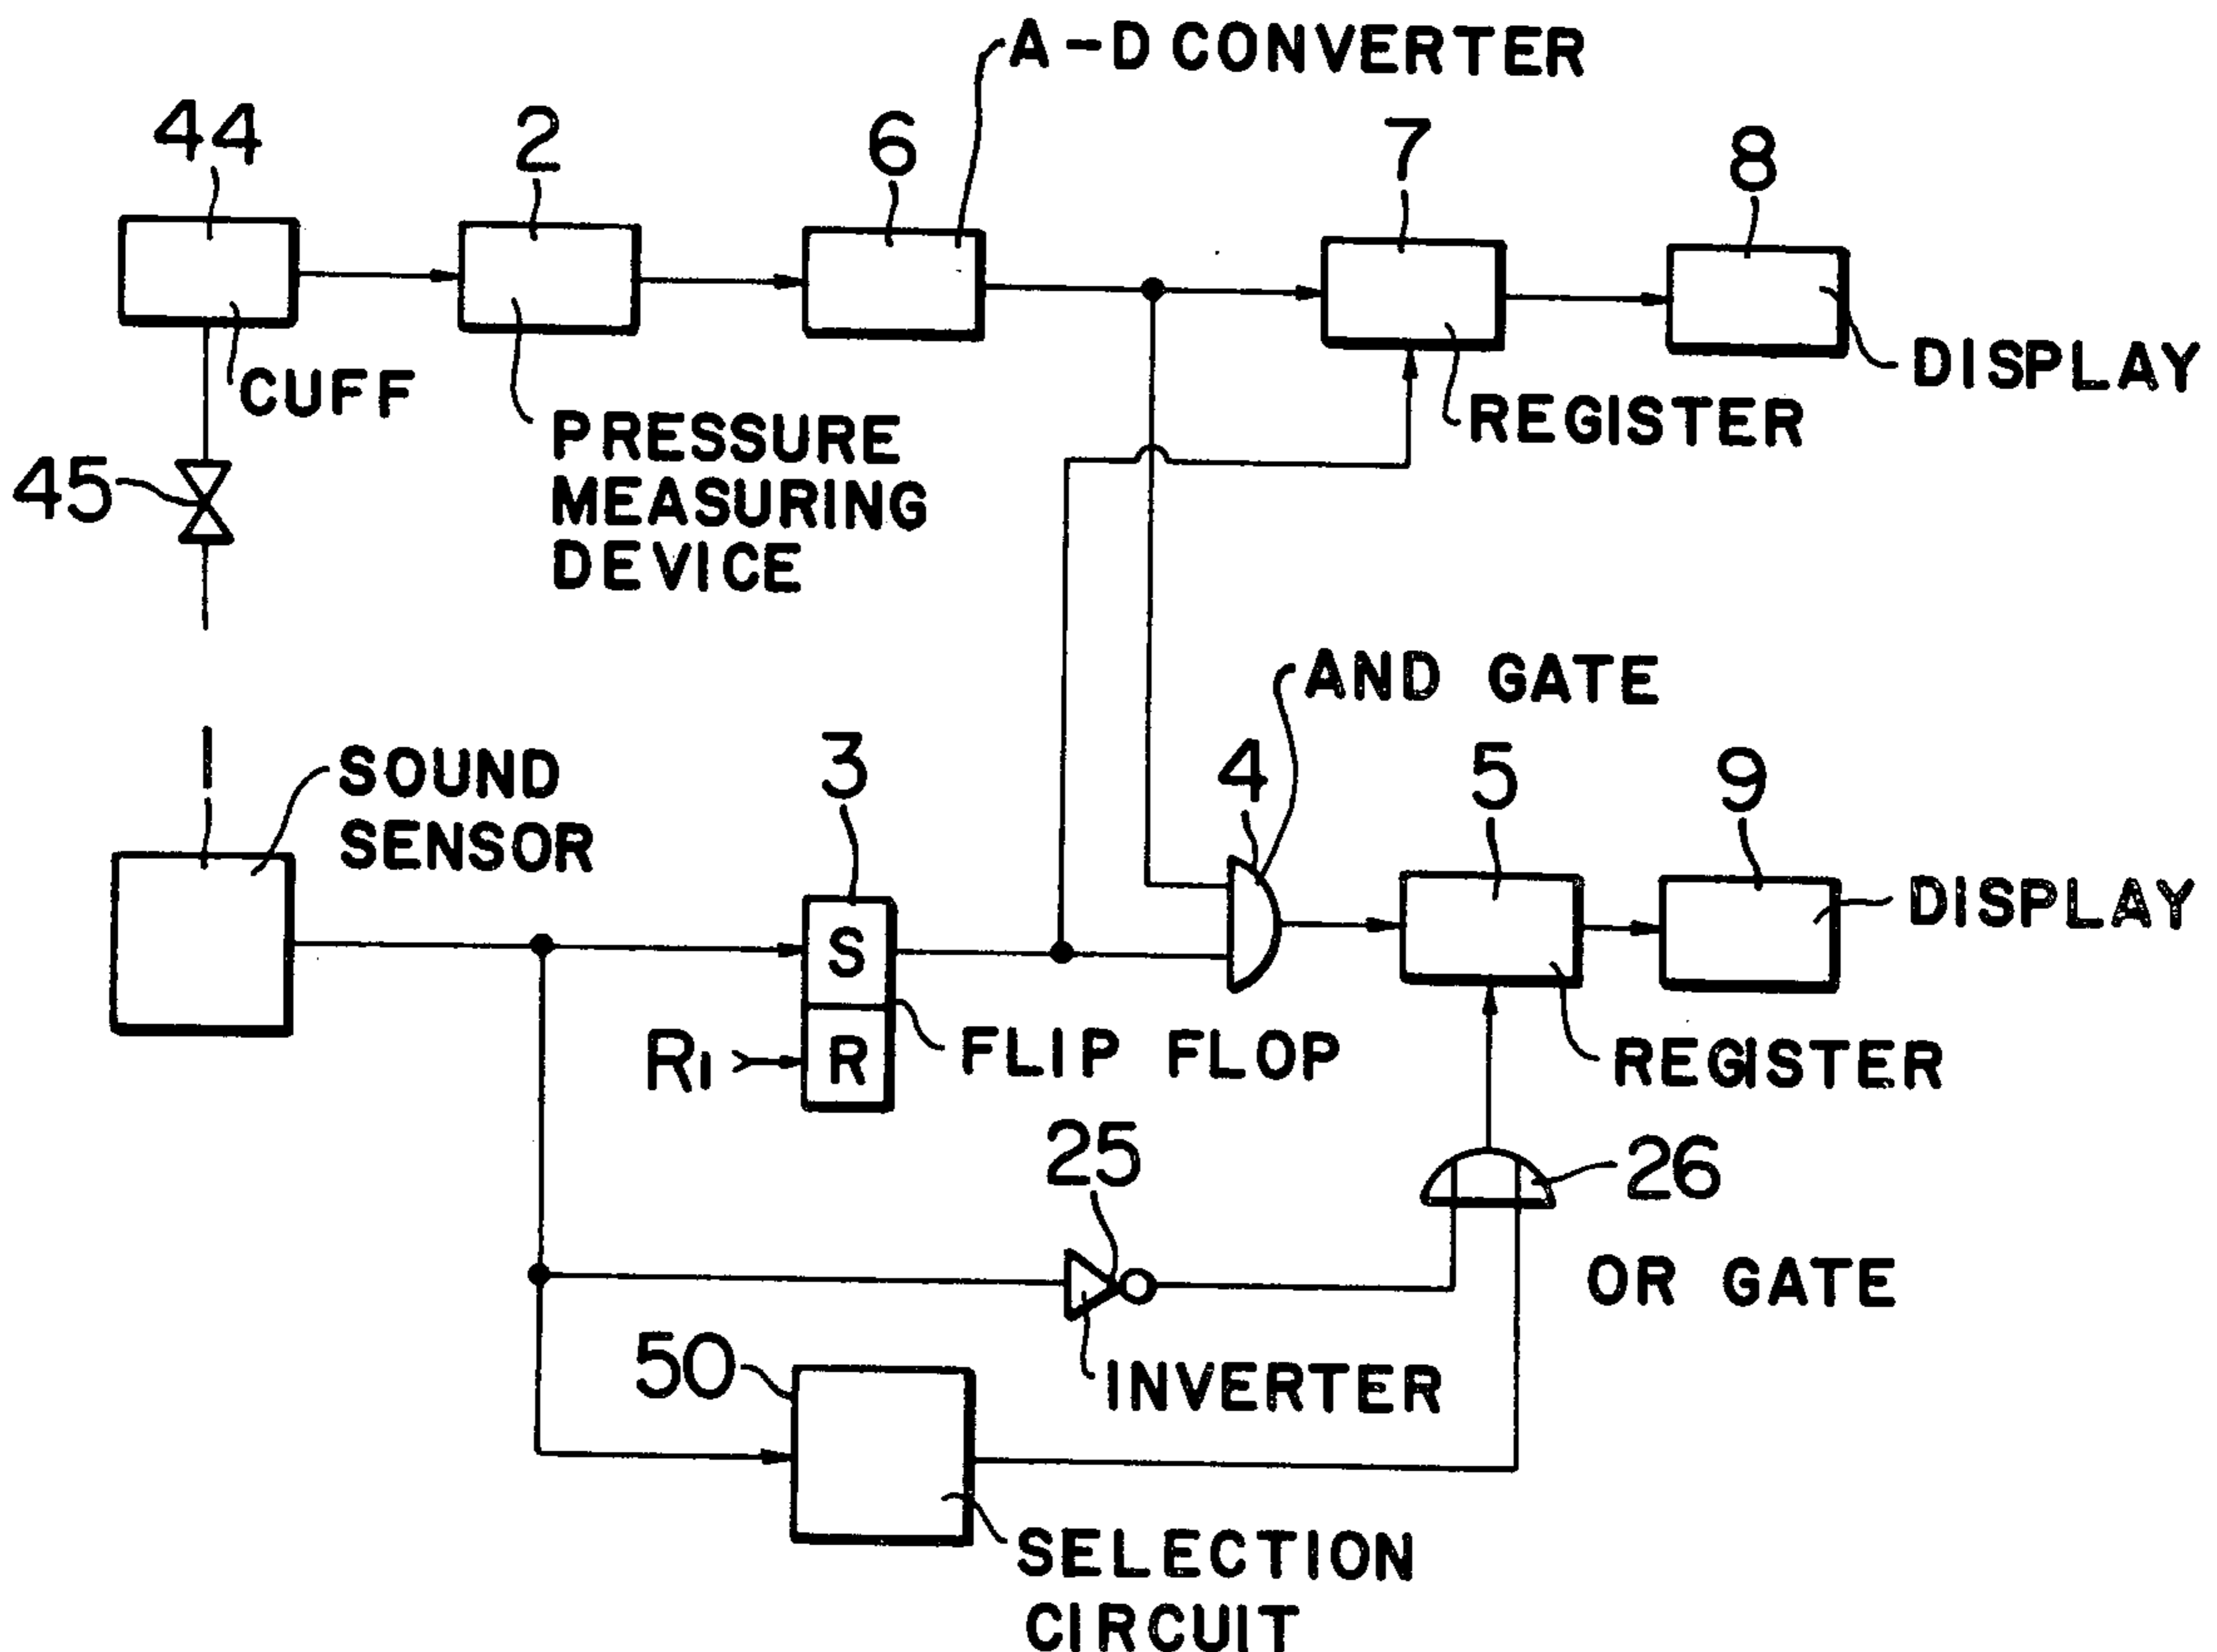 A-D CONVERTER
44
2
6
7
8
CUFF
PRESSURE
MEASURING
DEVICE
REGISTER
DISPLAY
45
AND GATE
1
SOUND
SENSOR
3
4
5
9
DISPLAY
S
R
R1
FLIP FLOP
REGISTER
25
26
OR GATE
INVERTER
50
SELECTION
CIRCUIT